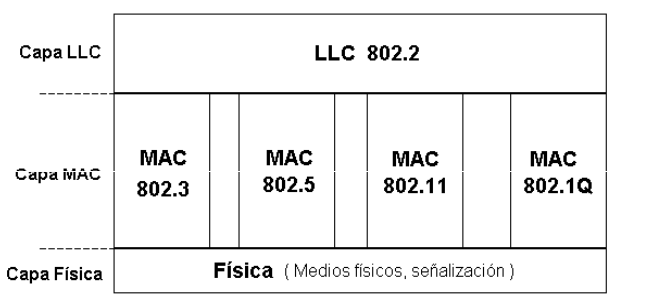 Capa LLC
LLC 802.2
Capa MAC
MAC
802.3
MAC
802.5
MAC
802.11
MAC
802.1Q
Capa Física
Física ( Medios físicos, señalización )